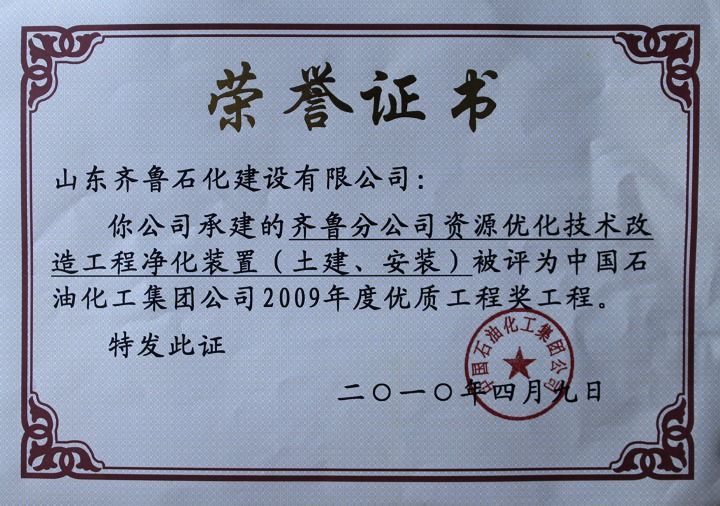 荣誉证书
山东齐鲁石化建设有限公司：
你公司承建的齐鲁分公司资源优化技术改
造工程净化装置（土建、安装）被评为中国石
油化工集团公司2009年度优质工程奖工程。
特发此证
中国石油化工集团公司
二〇一〇年四月九日